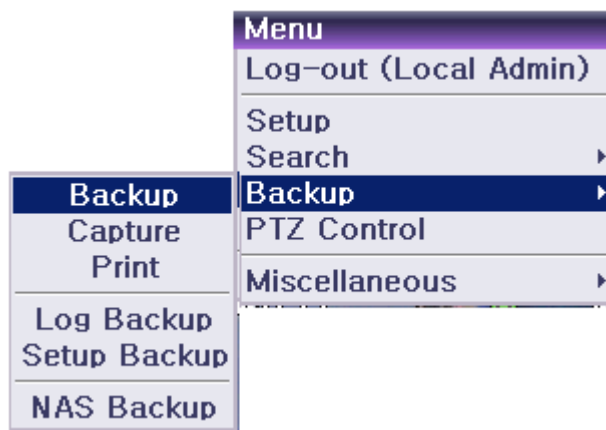 Menu
Log-out (Local Admin)
Setup
Search
Backup
PTZ Control
Miscellaneous
Backup
Capture
Print
Log Backup
Setup Backup
NAS Backup